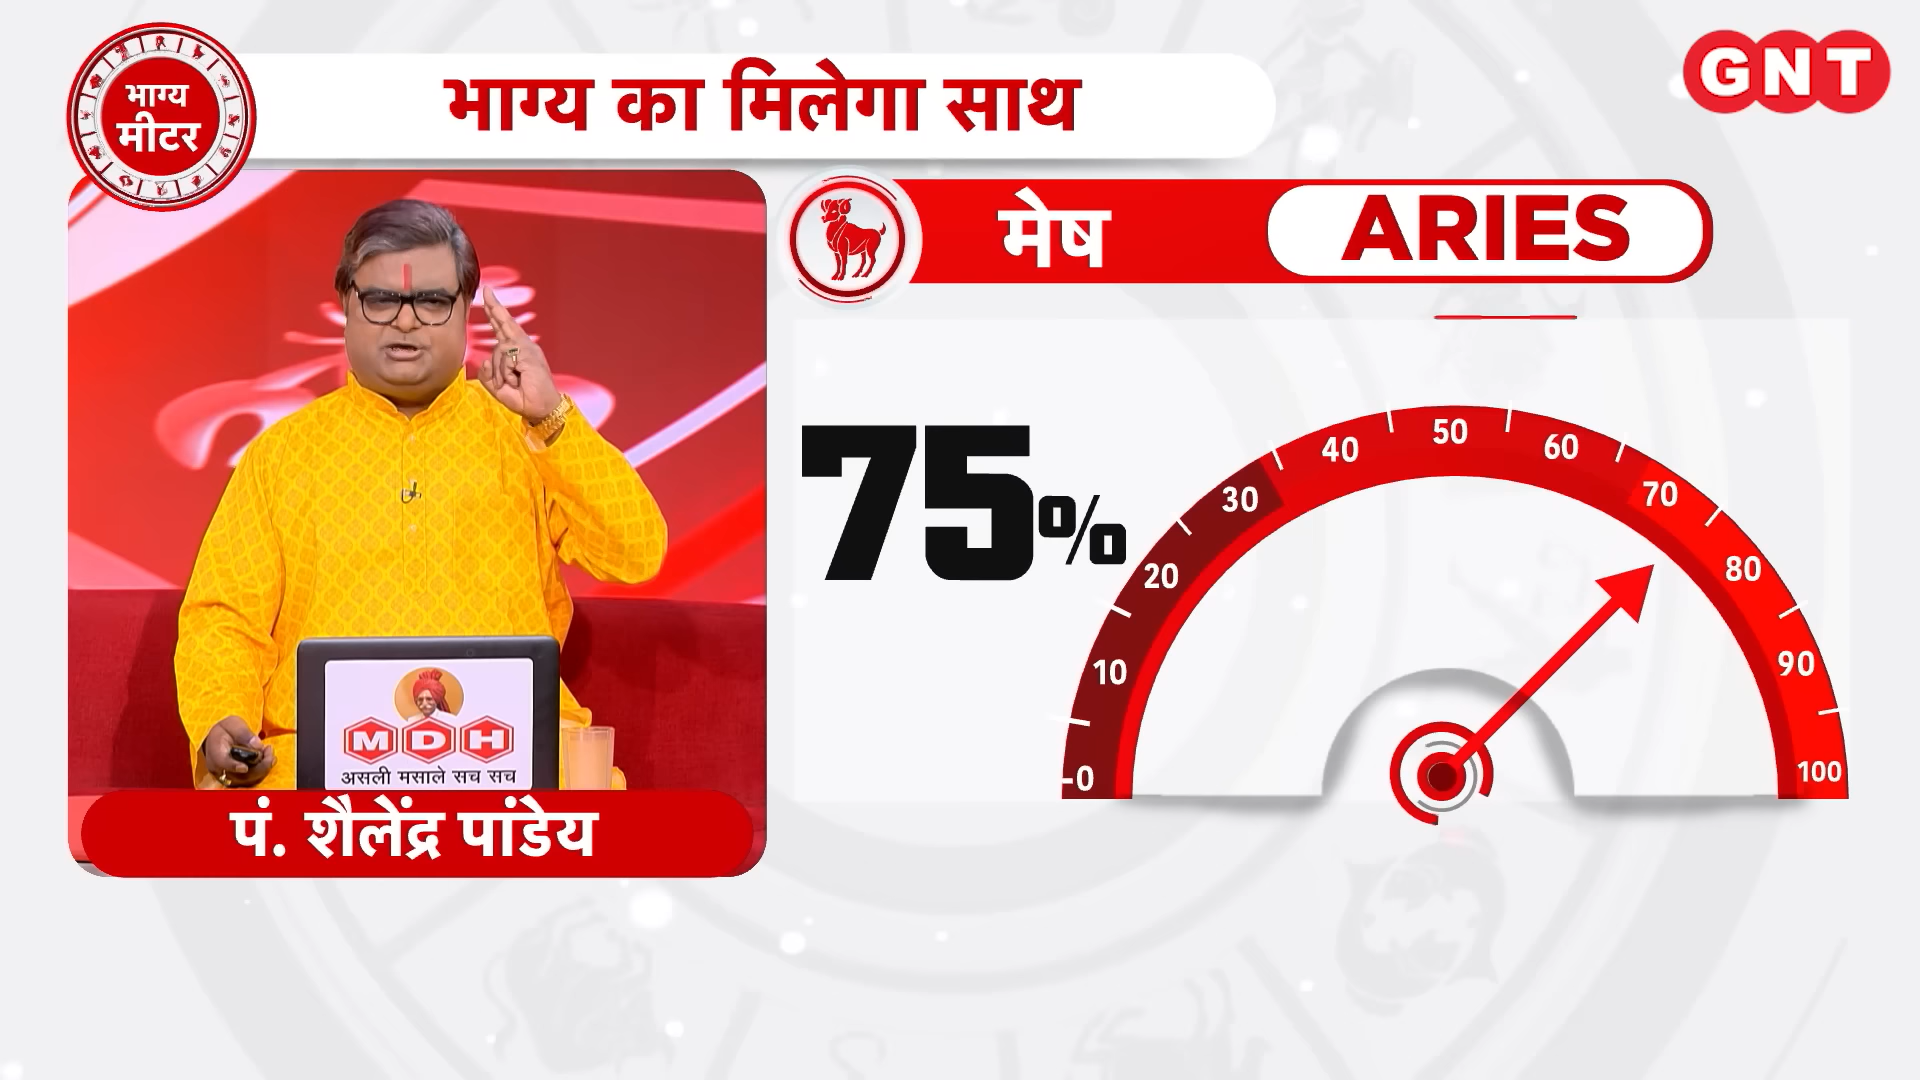 भाग्य
मीटर
भाग्य का मिलेगा साथ
GNT
मेष
ARIES
75%
0
10
20
30
40
50
60
70
80
90
100
MDH
असली मसाले सच सच
पं. शैलेंद्र पांडेय